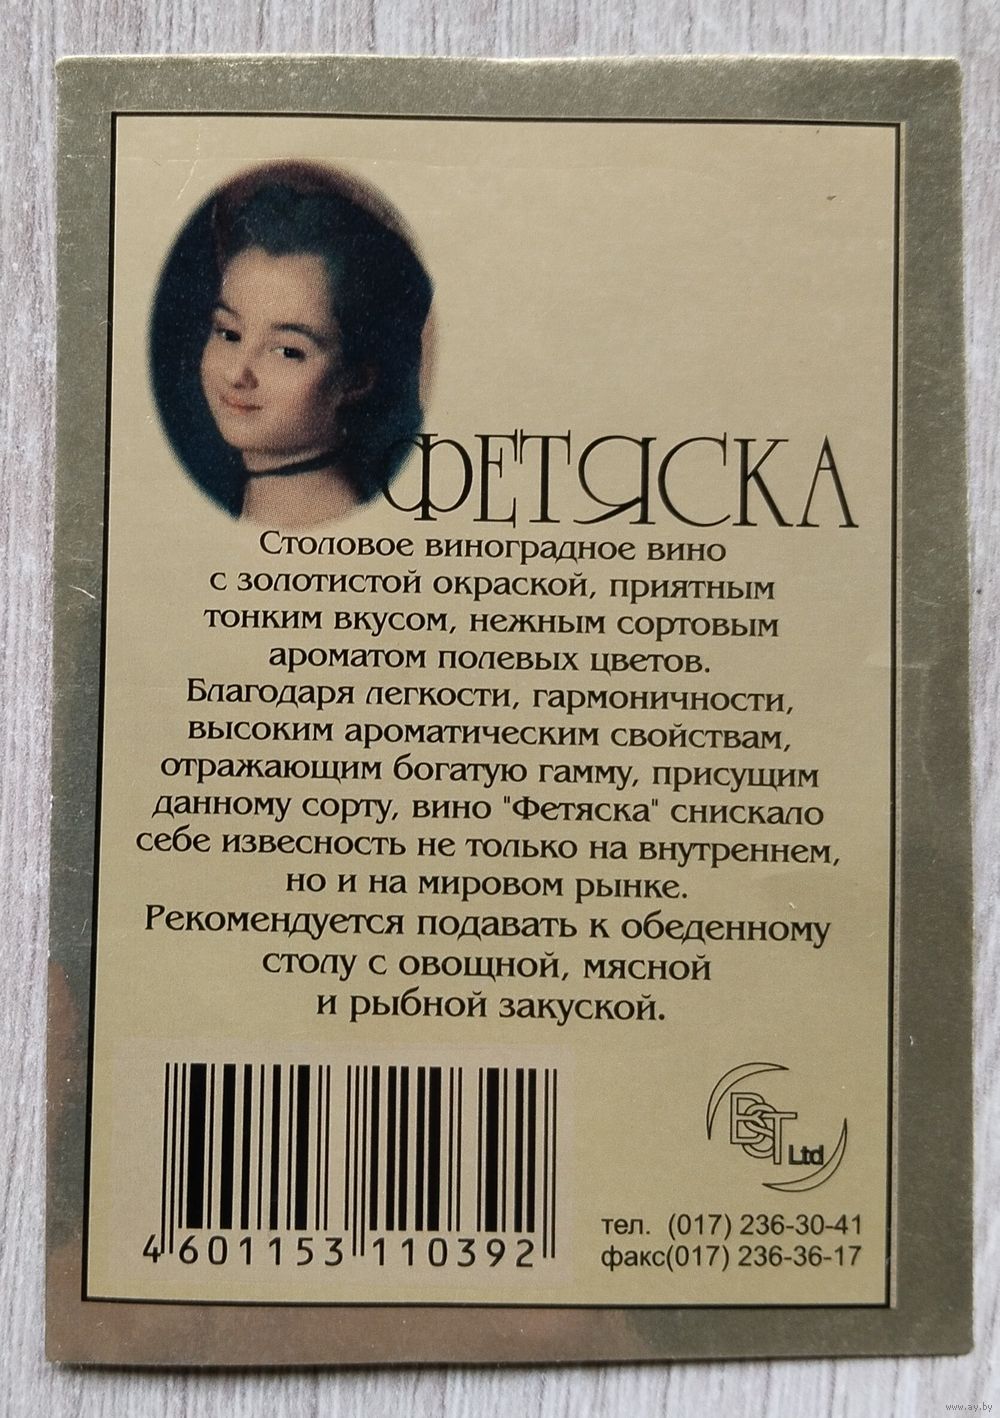 ФЕТЯСКА
Столовое виноградное вино
с золотистой окраской, приятным
тонким вкусом, нежным сортовым
ароматом полевых цветов.
Благодаря легкости, гармоничности,
высоким ароматическим свойствам,
отражающим богатую гамму, присущим
данному сорту, вино "Фетяска" снискало
себе извесность не только на внутреннем,
но и на мировом рынке.
Рекомендуется подавать к обеденному
столу с овощной, мясной
и рыбной закуской.
BST Ltd
тел. (017) 236-30-41
факс(017) 236-36-17
4 601153 110392
www.ay.by